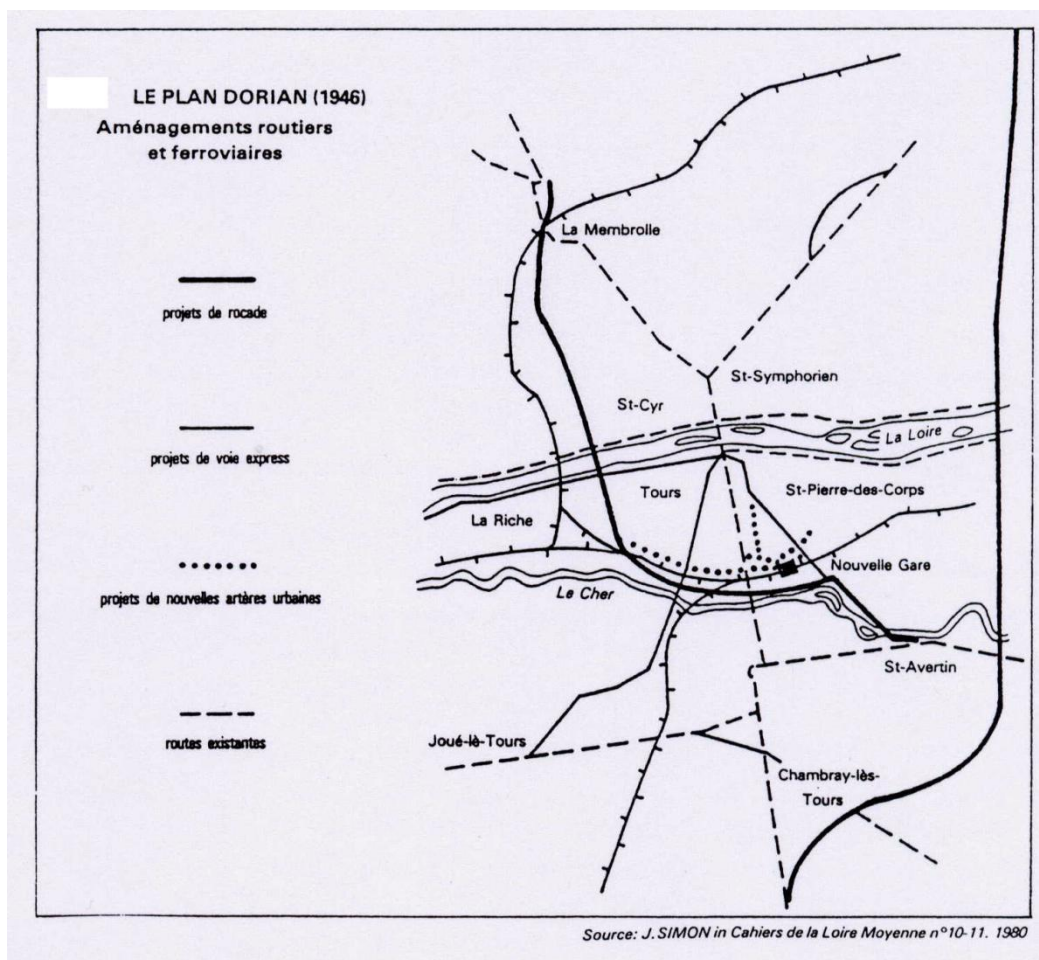 LE PLAN DORIAN (1946)
Aménagements routiers
et ferroviaires
projets de rocade
projets de voie express
projets de nouvelles artères urbaines
routes existantes
La Membrolle
St-Symphorien
St-Cyr
La Loire
Tours
St-Pierre-des-Corps
La Riche
Nouvelle Gare
Le Cher
St-Avertin
Joué-lè-Tours
Chambray-lès-
Tours
Source: J. SIMON in Cahiers de la Loire Moyenne n°10-11. 1980